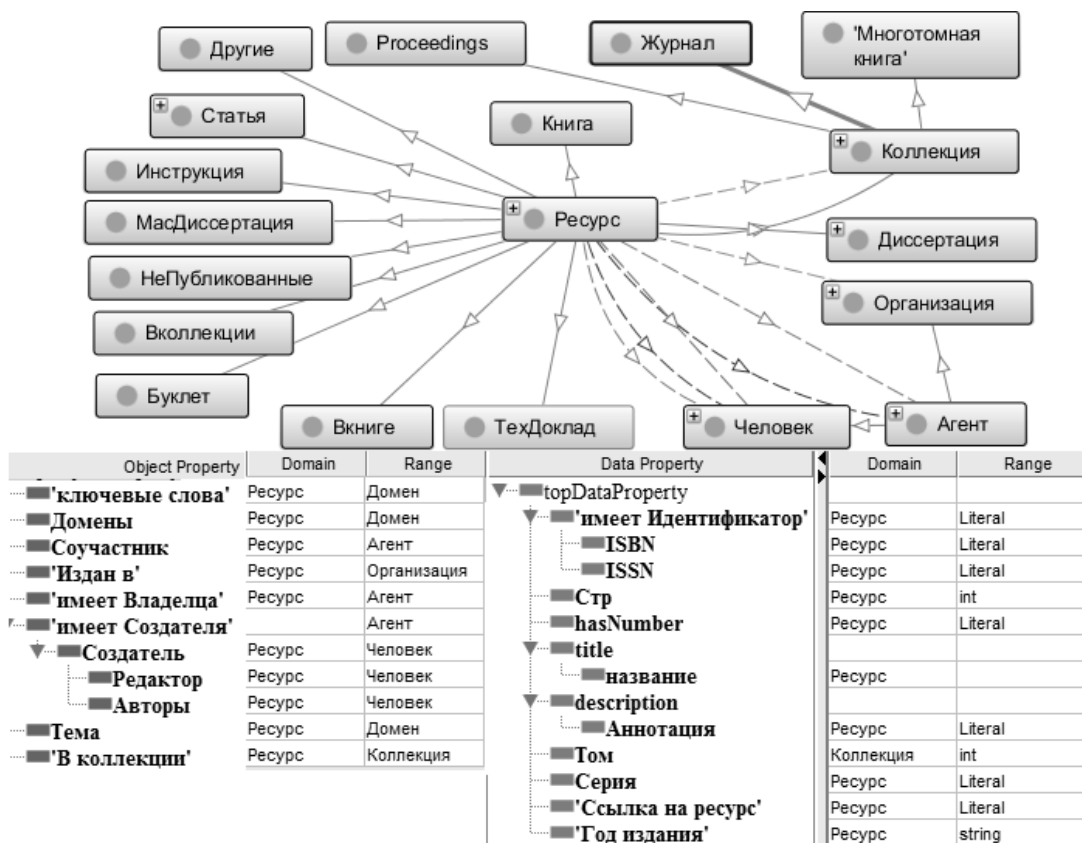 Другие
Proceedings
Журнал
'Многотомная
книга'
Статья
Книга
Коллекция
Инструкция
МасДиссертация
Ресурс
Диссертация
НеПубликованные
Организация
Вколлекции
Буклет
Вкниге
ТехДоклад
Человек
Агент
Object Property Domain Range
'ключевые слова' Ресурс Домен
Домены Ресурс Домен
Соучастник Ресурс Агент
'Издан в' Ресурс Организация
'имеет Владелца' Ресурс Агент
'имеет Создателя' Агент
Создатель Ресурс Человек
Редактор Ресурс Человек
Авторы Ресурс Человек
Тема Ресурс Домен
'В коллекции' Ресурс Коллекция
Data Property Domain Range
topDataProperty
'имеет Идентификатор' Ресурс Literal
ISBN Ресурс Literal
ISSN Ресурс Literal
Стр Ресурс int
hasNumber Ресурс Literal
title
название Ресурс
description
Аннотация Ресурс Literal
Том Коллекция int
Серия Ресурс Literal
'Ссылка на ресурс' Ресурс Literal
'Год издания' Ресурс string